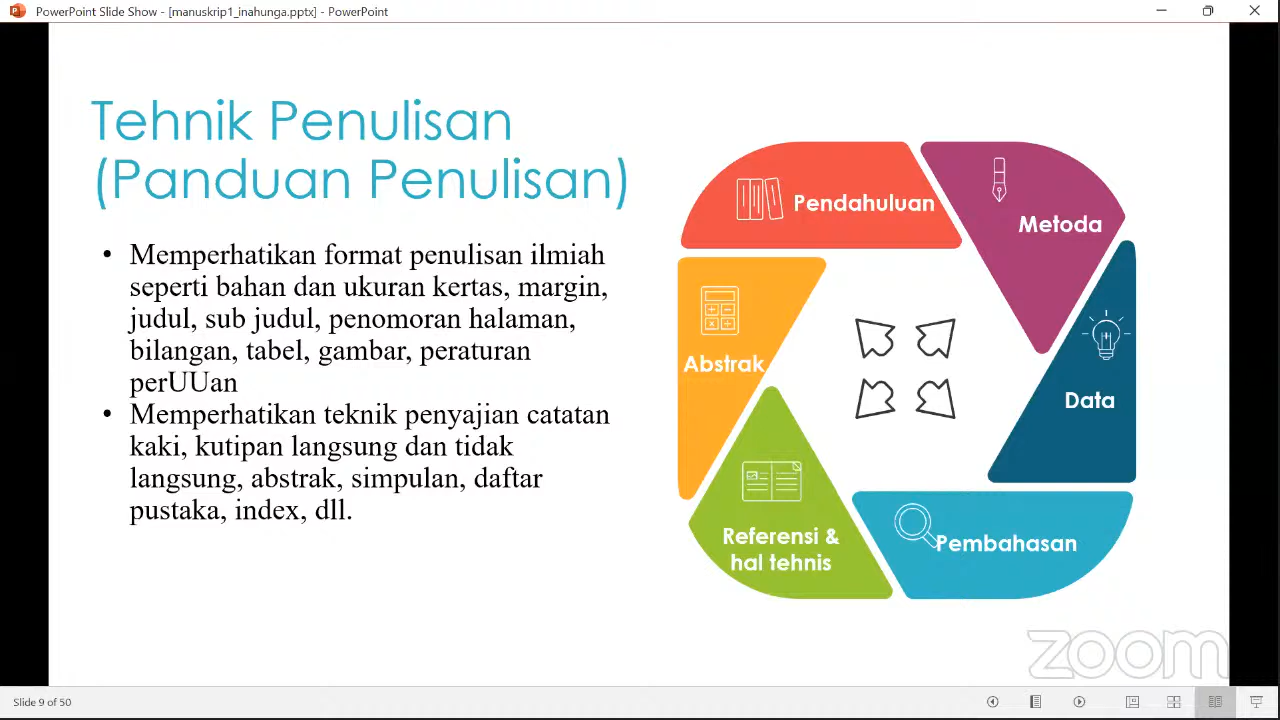 PowerPoint Slide Show - [manuskrip1_inahunga.pptx] - PowerPoint
Tehnik Penulisan
(Panduan Penulisan)
• Memperhatikan format penulisan ilmiah
seperti bahan dan ukuran kertas, margin,
judul, sub judul, penomoran halaman,
bilangan, tabel, gambar, peraturan
perUUan
• Memperhatikan teknik penyajian catatan
kaki, kutipan langsung dan tidak
langsung, abstrak, simpulan, daftar
pustaka, index, dll.
Pendahuluan
Metoda
Abstrak
Data
Referensi &
hal tehnis
Pembahasan
zoom
Slide 9 of 50